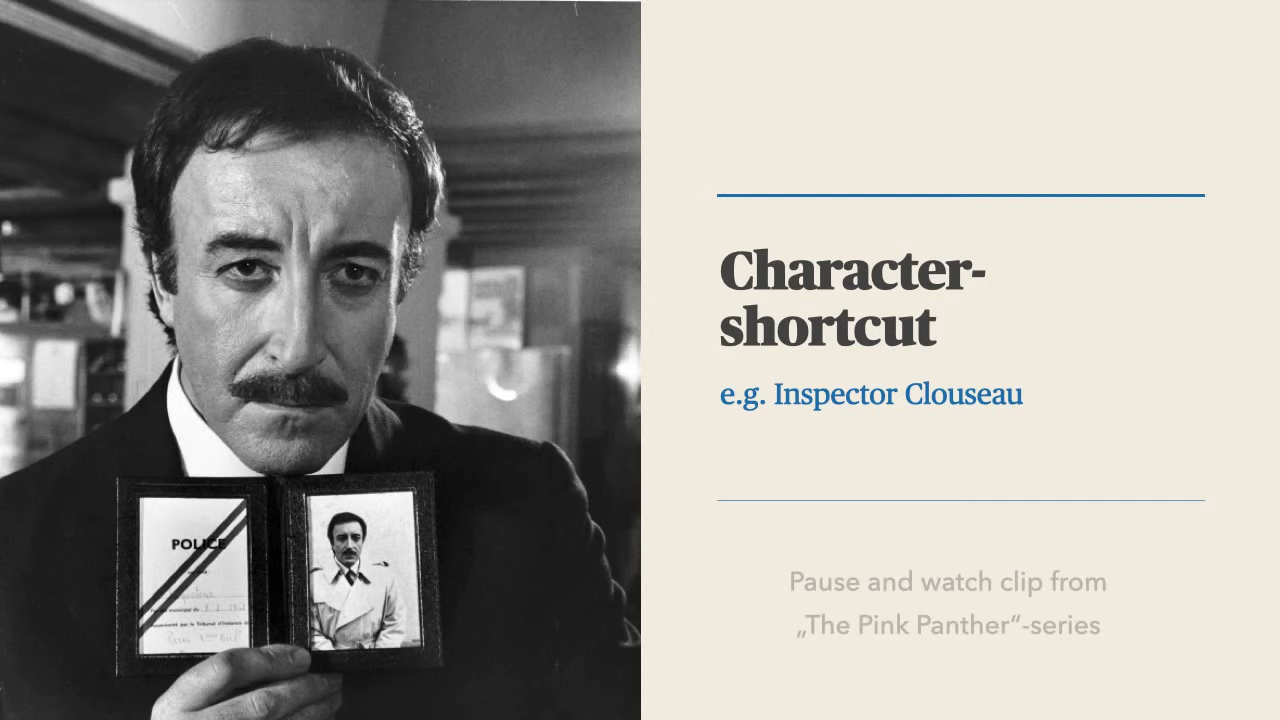 Character-
shortcut
e.g. Inspector Clouseau
Pause and watch clip from
„The Pink Panther“-series
POLICE